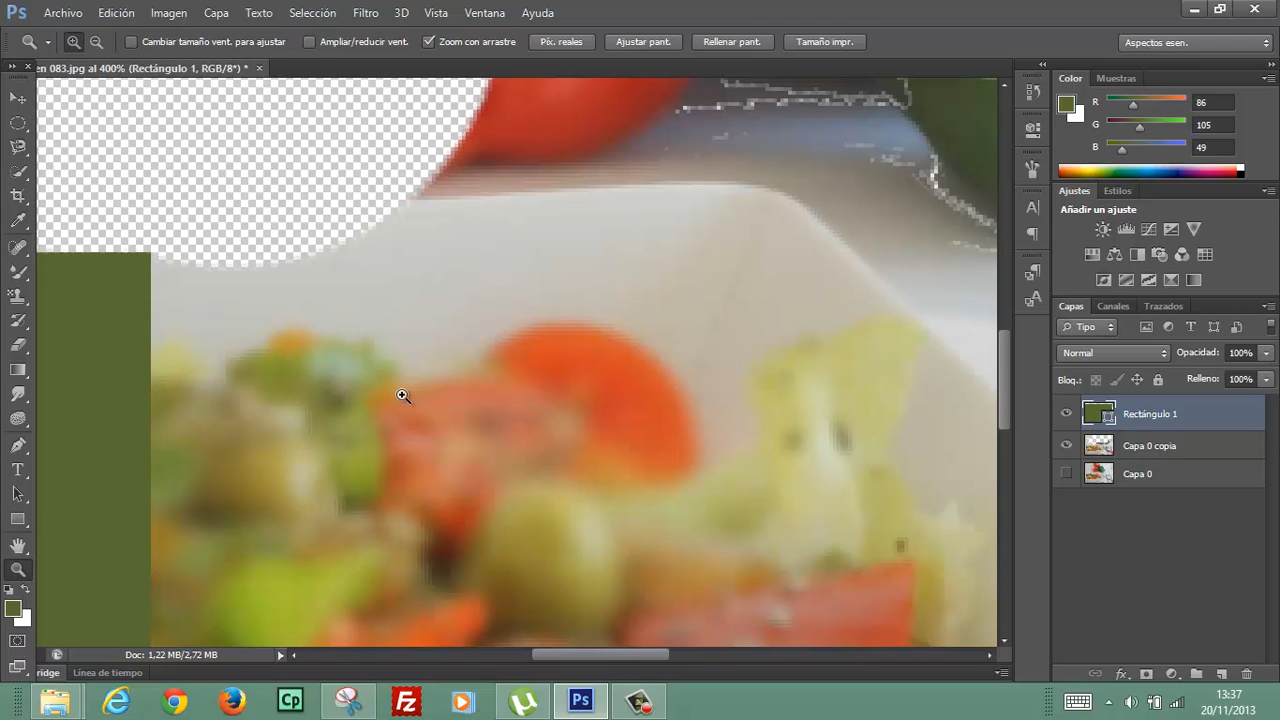 Ps Archivo Edición Imagen Capa Texto Selección Filtro 3D Vista Ventana Ayuda
Cambiar tamaño vent. para ajustar Ampliar/reducir vent. Zoom con arrastre Píx. reales Ajustar pant. Rellenar pant. Tamaño impr. Aspectos esen.
en 083.jpg al 400% (Rectángulo 1, RGB/8*) * ×
Color Muestras
R 86
G 105
B 49
Ajustes Estilos
Añadir un ajuste
Capas Canales Trazados
Tipo
Normal Opacidad: 100%
Bloq.: Relleno: 100%
Rectángulo 1
Capa 0 copia
Capa 0
Doc: 1,22 MB/2,72 MB
ridge Línea de tiempo
Cp Fz Ps
13:37
20/11/2013